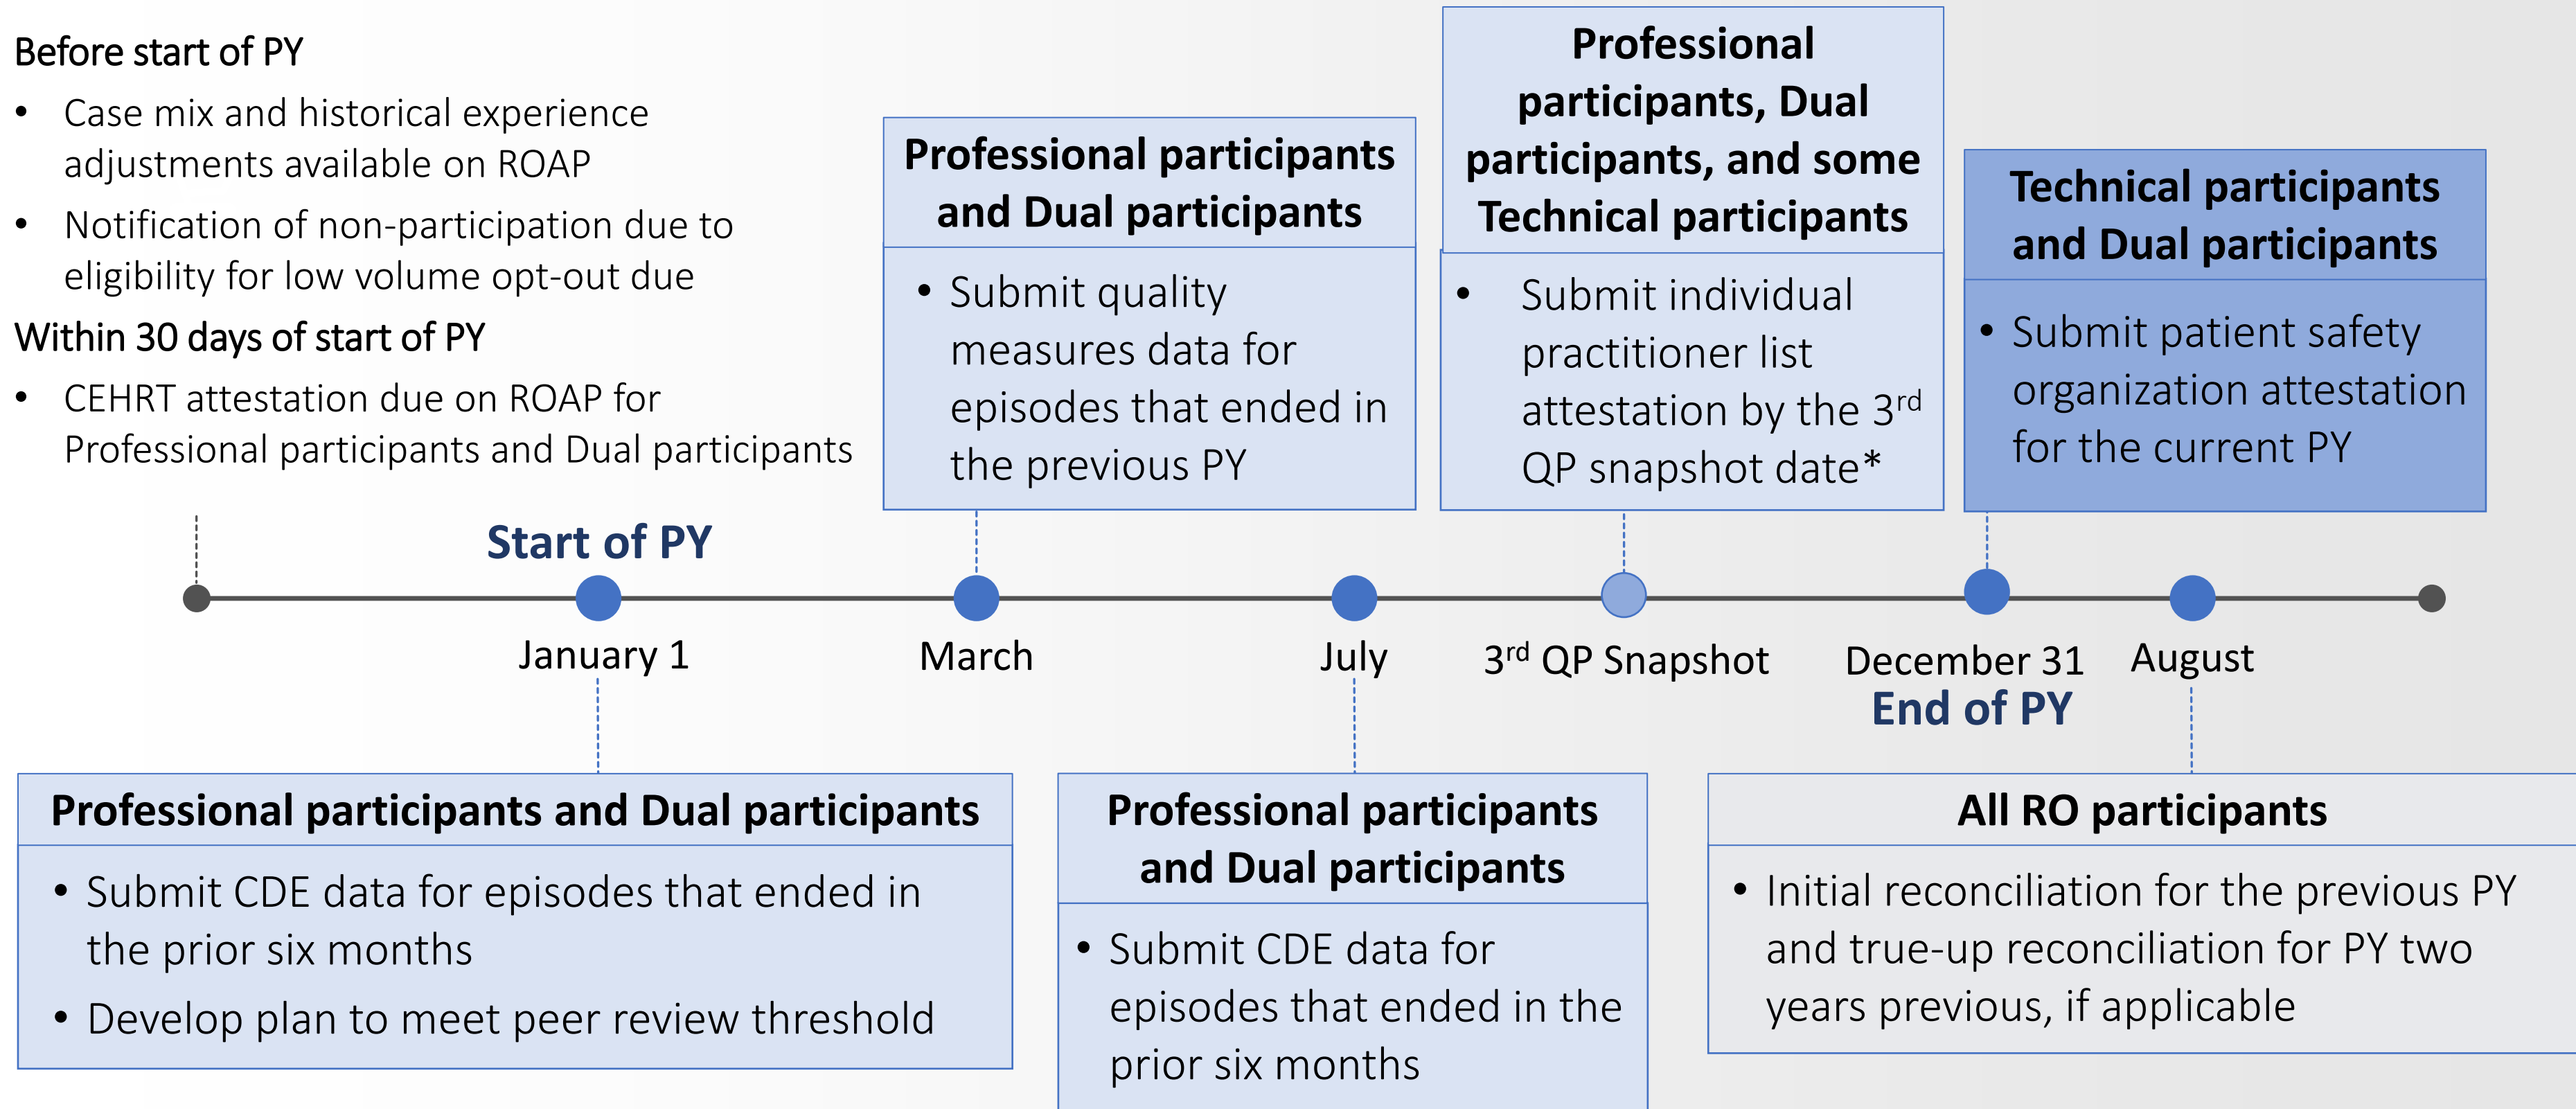 Before start of PY
• Case mix and historical experience
adjustments available on ROAP
• Notification of non-participation due to
eligibility for low volume opt-out due
Within 30 days of start of PY
• CEHRT attestation due on ROAP for
Professional participants and Dual participants
Professional participants
and Dual participants
• Submit quality
measures data for
episodes that ended in
the previous PY
Professional
participants, Dual
participants, and some
Technical participants
• Submit individual
practitioner list
attestation by the 3rd
QP snapshot date*
Technical participants
and Dual participants
• Submit patient safety
organization attestation
for the current PY
Start of PY
January 1
March
July
3rd QP Snapshot
December 31
End of PY
August
Professional participants and Dual participants
• Submit CDE data for episodes that ended in
the prior six months
• Develop plan to meet peer review threshold
Professional participants
and Dual participants
• Submit CDE data for
episodes that ended in the
prior six months
All RO participants
• Initial reconciliation for the previous PY
and true-up reconciliation for PY two
years previous, if applicable